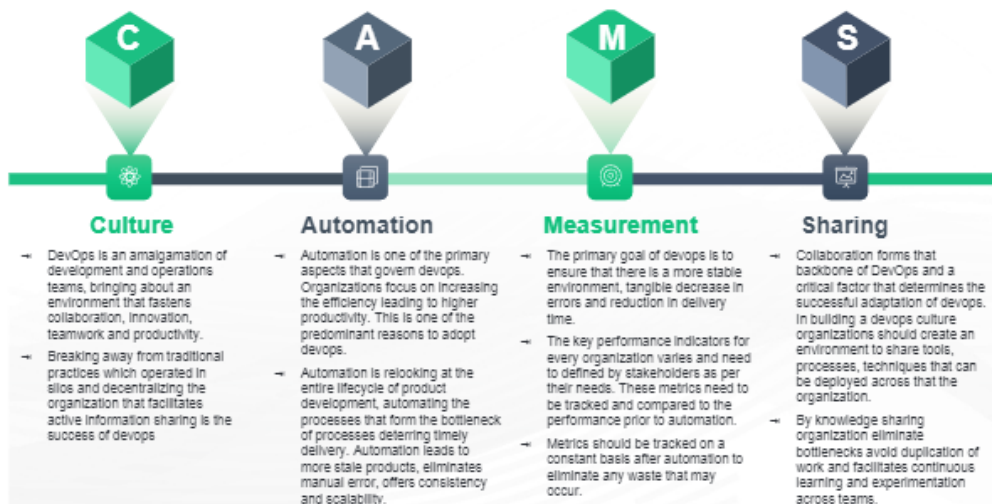 C
A
M
S
Culture
DevOps is an amalgamation of
development and operations
teams, bringing about an
environment that fastens
collaboration, innovation,
teamwork and productivity.
Breaking away from traditional
practices which operated in
silos and decentralizing the
organization that facilitates
active information sharing is the
success of devops
Automation
Automation is one of the primary
aspects that govern devops.
Organizations focus on increasing
the efficiency leading to higher
productivity. This is one of the
predominant reasons to adopt
devops.
Automation is relooking at the
entire lifecycle of product
development, automating the
processes that form the bottleneck
of processes deterring timely
delivery. Automation leads to
more stale products, eliminates
manual error, offers consistency
and scalability.
Measurement
The primary goal of devops is to
ensure that there is a more stable
environment, tangible decrease in
errors and reduction in delivery
time.
The key performance indicators for
every organization varies and need
to defined by stakeholders as per
their needs. These metrics need to
be tracked and compared to the
performance prior to automation.
Metrics should be tracked on a
constant basis after automation to
eliminate any waste that may
occur.
Sharing
Collaboration forms that
backbone of DevOps and a
critical factor that determines the
successful adaptation of devops.
In building a devops culture
organizations should create an
environment to share tools,
processes, techniques that can
be deployed across that the
organization.
By knowledge sharing
organization eliminate
bottlenecks avoid duplication of
work and facilitates continuous
learning and experimentation
across teams.